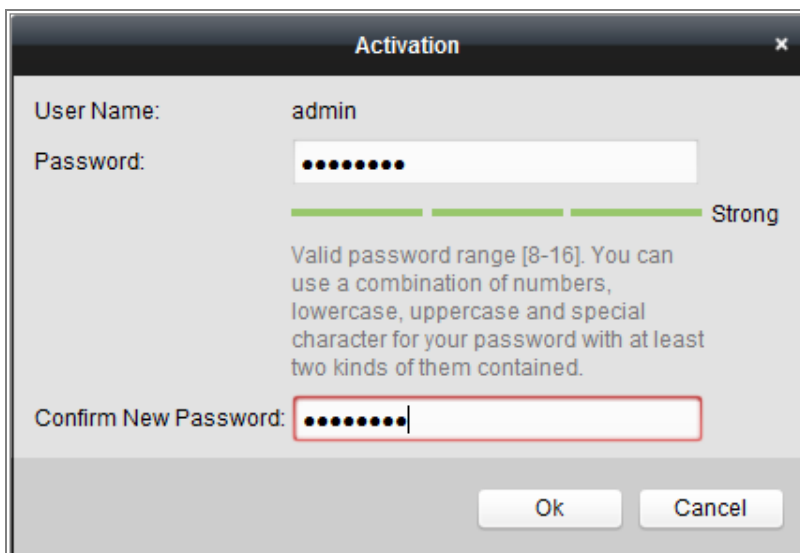 Activation ×
User Name: admin
Password: ●●●●●●●●
Strong
Valid password range [8-16]. You can
use a combination of numbers,
lowercase, uppercase and special
character for your password with at least
two kinds of them contained.
Confirm New Password: ●●●●●●●●
Ok Cancel